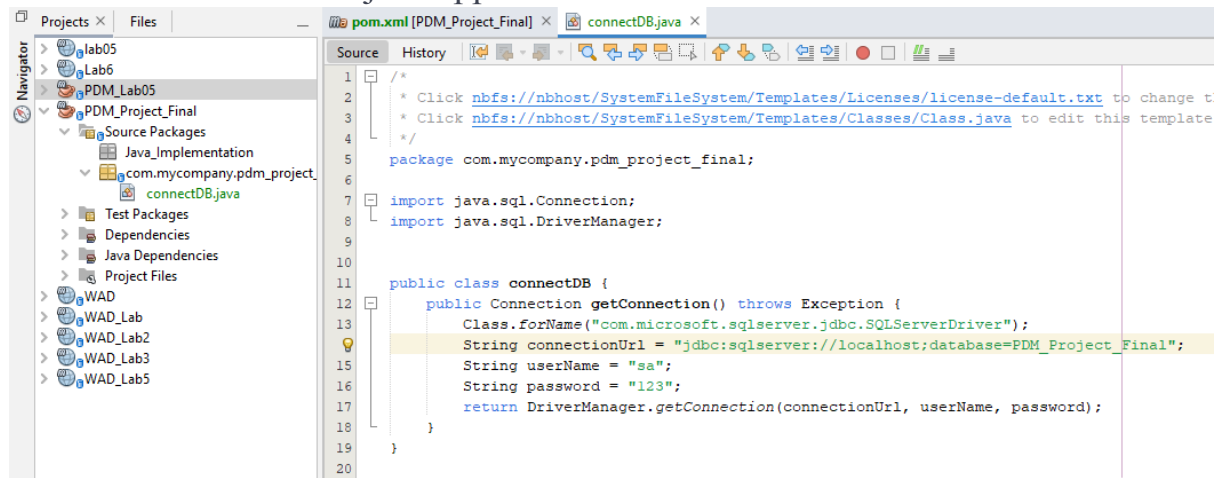 Projects Files
pom.xml [PDM_Project_Final] connectDB.java
Navigator
lab05
Lab6
PDM_Lab05
PDM_Project_Final
Source Packages
Java_Implementation
com.mycompany.pdm_project_
connectDB.java
Test Packages
Dependencies
Java Dependencies
Project Files
WAD
WAD_Lab
WAD_Lab2
WAD_Lab3
WAD_Lab5
Source History
1 /*
2 * Click nbfs://nbhost/SystemFileSystem/Templates/Licenses/license-default.txt to change t
3 * Click nbfs://nbhost/SystemFileSystem/Templates/Classes/Class.java to edit this template
4 */
5 package com.mycompany.pdm_project_final;
6
7 import java.sql.Connection;
8 import java.sql.DriverManager;
9
10
11 public class connectDB {
12 public Connection getConnection() throws Exception {
13 Class.forName("com.microsoft.sqlserver.jdbc.SQLServerDriver");
String connectionUrl = "jdbc:sqlserver://localhost;database=PDM_Project_Final";
15 String userName = "sa";
16 String password = "123";
17 return DriverManager.getConnection(connectionUrl, userName, password);
18 }
19 }
20